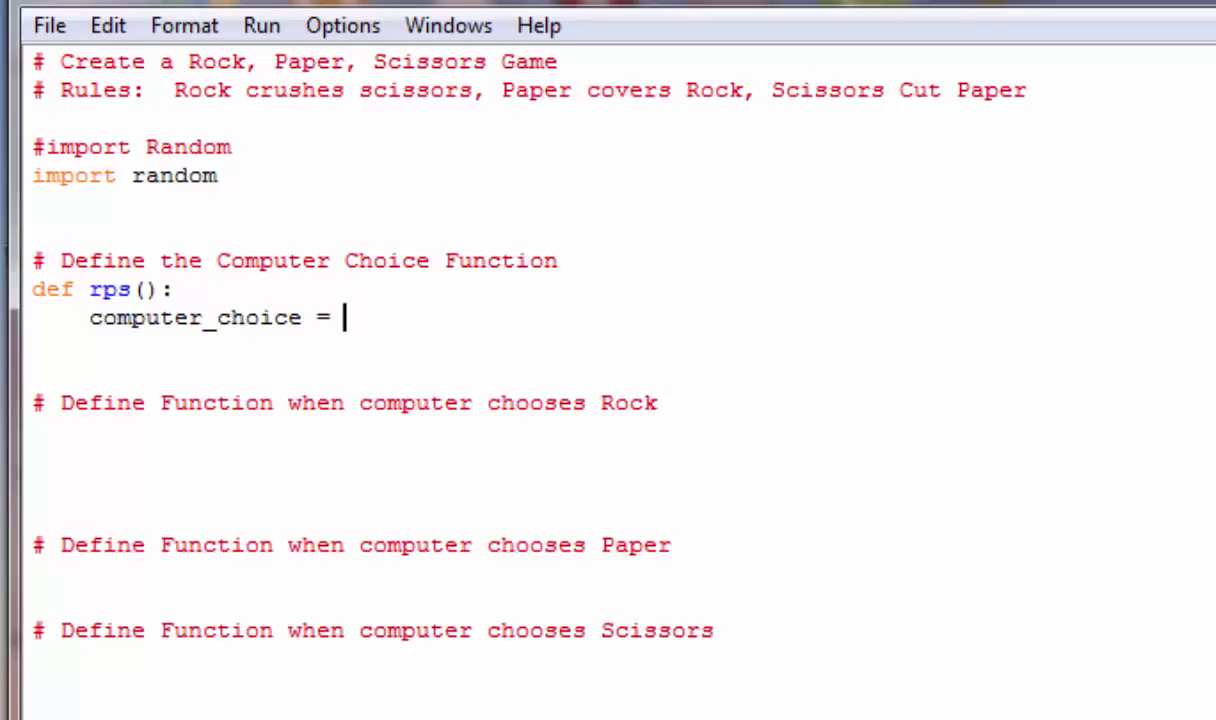 File Edit Format Run Options Windows Help
# Create a Rock, Paper, Scissors Game
# Rules:  Rock crushes scissors, Paper covers Rock, Scissors Cut Paper
#import Random
import random
# Define the Computer Choice Function
def rps():
    computer_choice =
# Define Function when computer chooses Rock
# Define Function when computer chooses Paper
# Define Function when computer chooses Scissors